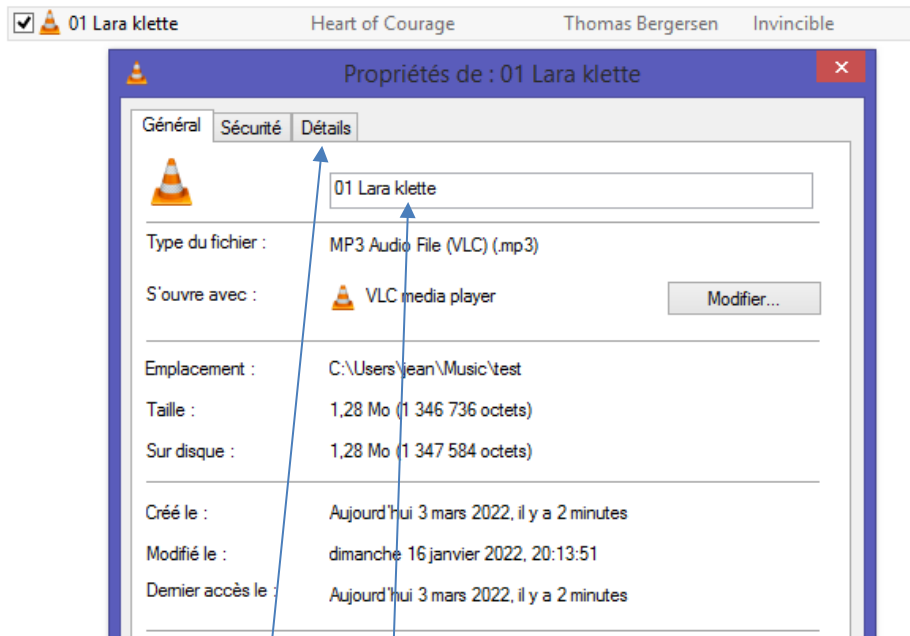 01 Lara klette Heart of Courage Thomas Bergersen Invincible
Propriétés de : 01 Lara klette
Général Sécurité Détails
01 Lara klette
Type du fichier : MP3 Audio File (VLC) (.mp3)
S'ouvre avec : VLC media player Modifier...
Emplacement : C:\Users\jean\Music\test
Taille : 1,28 Mo (1 346 736 octets)
Sur disque : 1,28 Mo (1 347 584 octets)
Créé le : Aujourd'hui 3 mars 2022, il y a 2 minutes
Modifié le : dimanche 16 janvier 2022, 20:13:51
Dernier accès le : Aujourd'hui 3 mars 2022, il y a 2 minutes